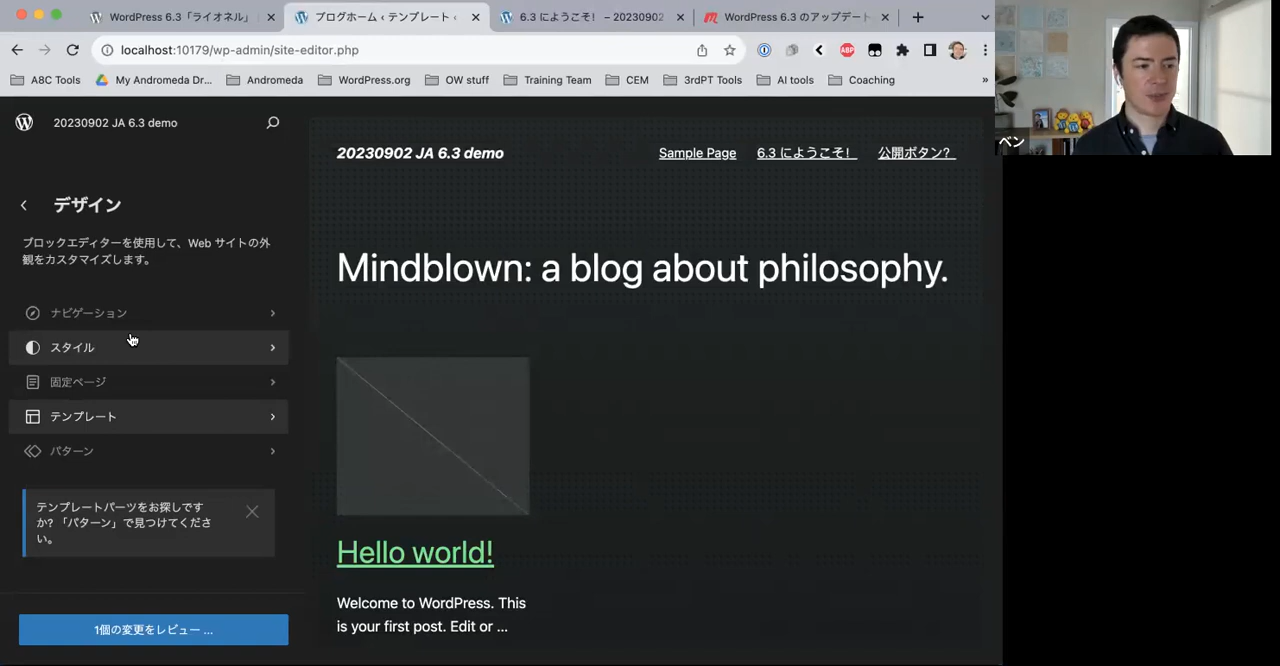 WordPress 6.3「ライオネル」
ブログホーム ‹ テンプレート ‹
6.3 にようこそ! – 20230902
WordPress 6.3 のアップデート
localhost:10179/wp-admin/site-editor.php
ABP
A8C Tools
My Andromeda Dr...
Andromeda
WordPress.org
OW stuff
Training Team
CEM
3rdPT Tools
AI tools
Coaching
»
ベン
20230902 JA 6.3 demo
デザイン
ブロックエディターを使用して、Web サイトの外
観をカスタマイズします。
ナビゲーション
スタイル
固定ページ
テンプレート
パターン
テンプレートパーツをお探しです
か? 「パターン」で見つけてくださ
い。
1個の変更をレビュー ...
20230902 JA 6.3 demo
Sample Page
6.3 にようこそ!
公開ボタン?
Mindblown: a blog about philosophy.
Hello world!
Welcome to WordPress. This
is your first post. Edit or ...